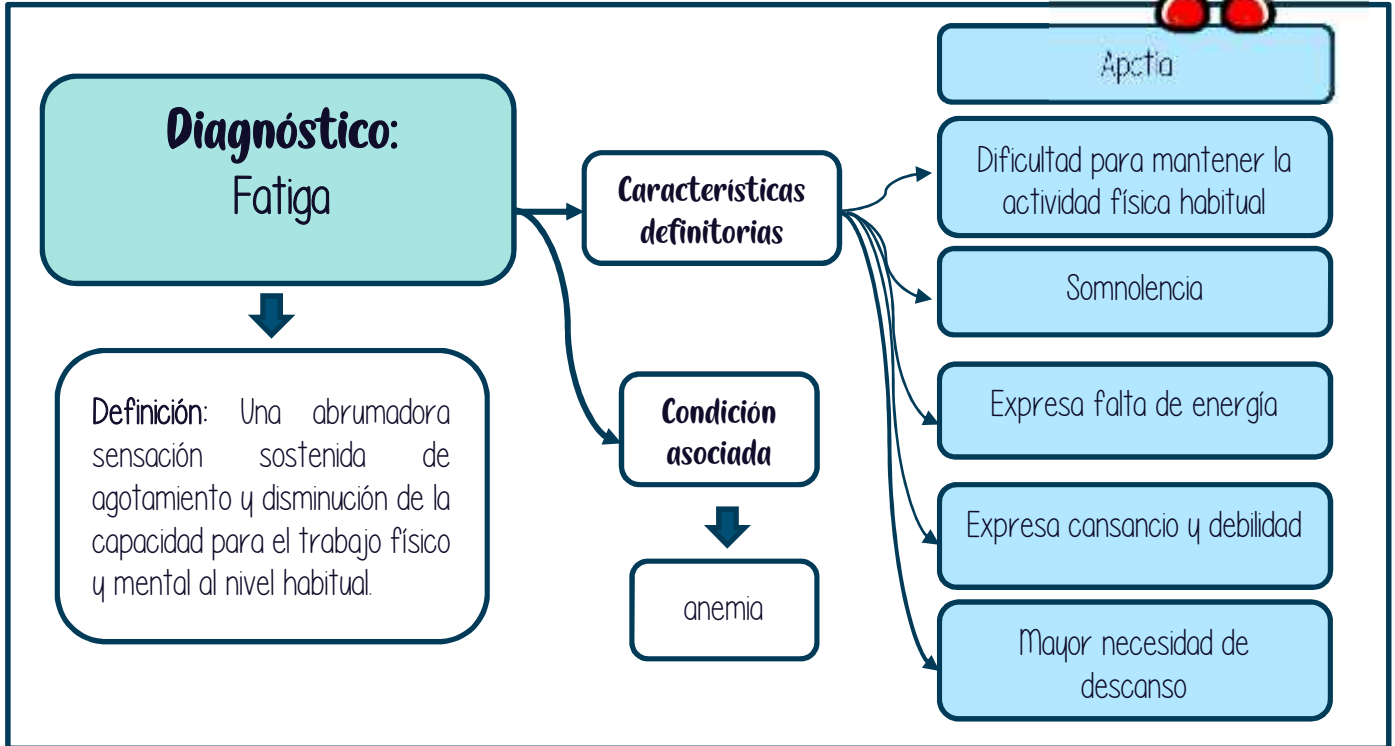 Diagnóstico:
Fatiga
Definición: Una abrumadora
sensación sostenida de
agotamiento y disminución de la
capacidad para el trabajo físico
y mental al nivel habitual.
Características
definitorias
Condición
asociada
anemia
Dificultad para mantener la
actividad física habitual
Somnolencia
Expresa falta de energía
Expresa cansancio y debilidad
Mayor necesidad de
descanso